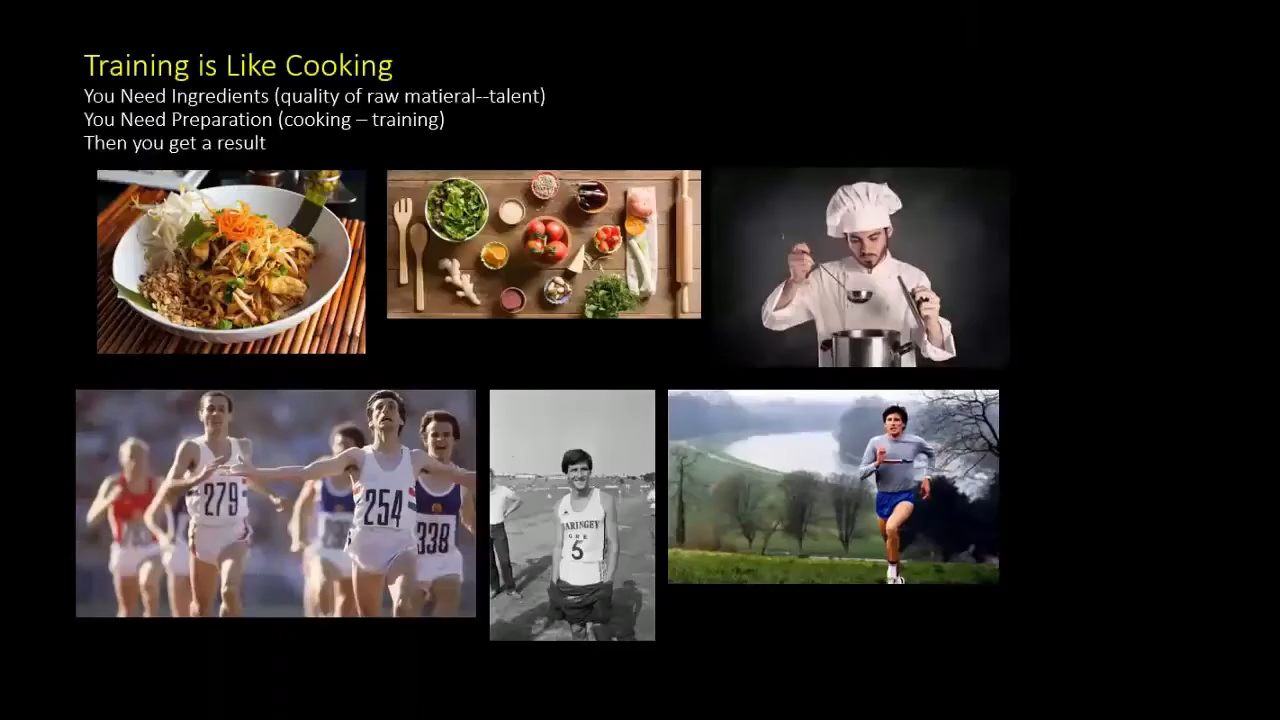 Training is Like Cooking
You Need Ingredients (quality of raw matieral--talent)
You Need Preparation (cooking – training)
Then you get a result
279
254
338
ARINGEY
5